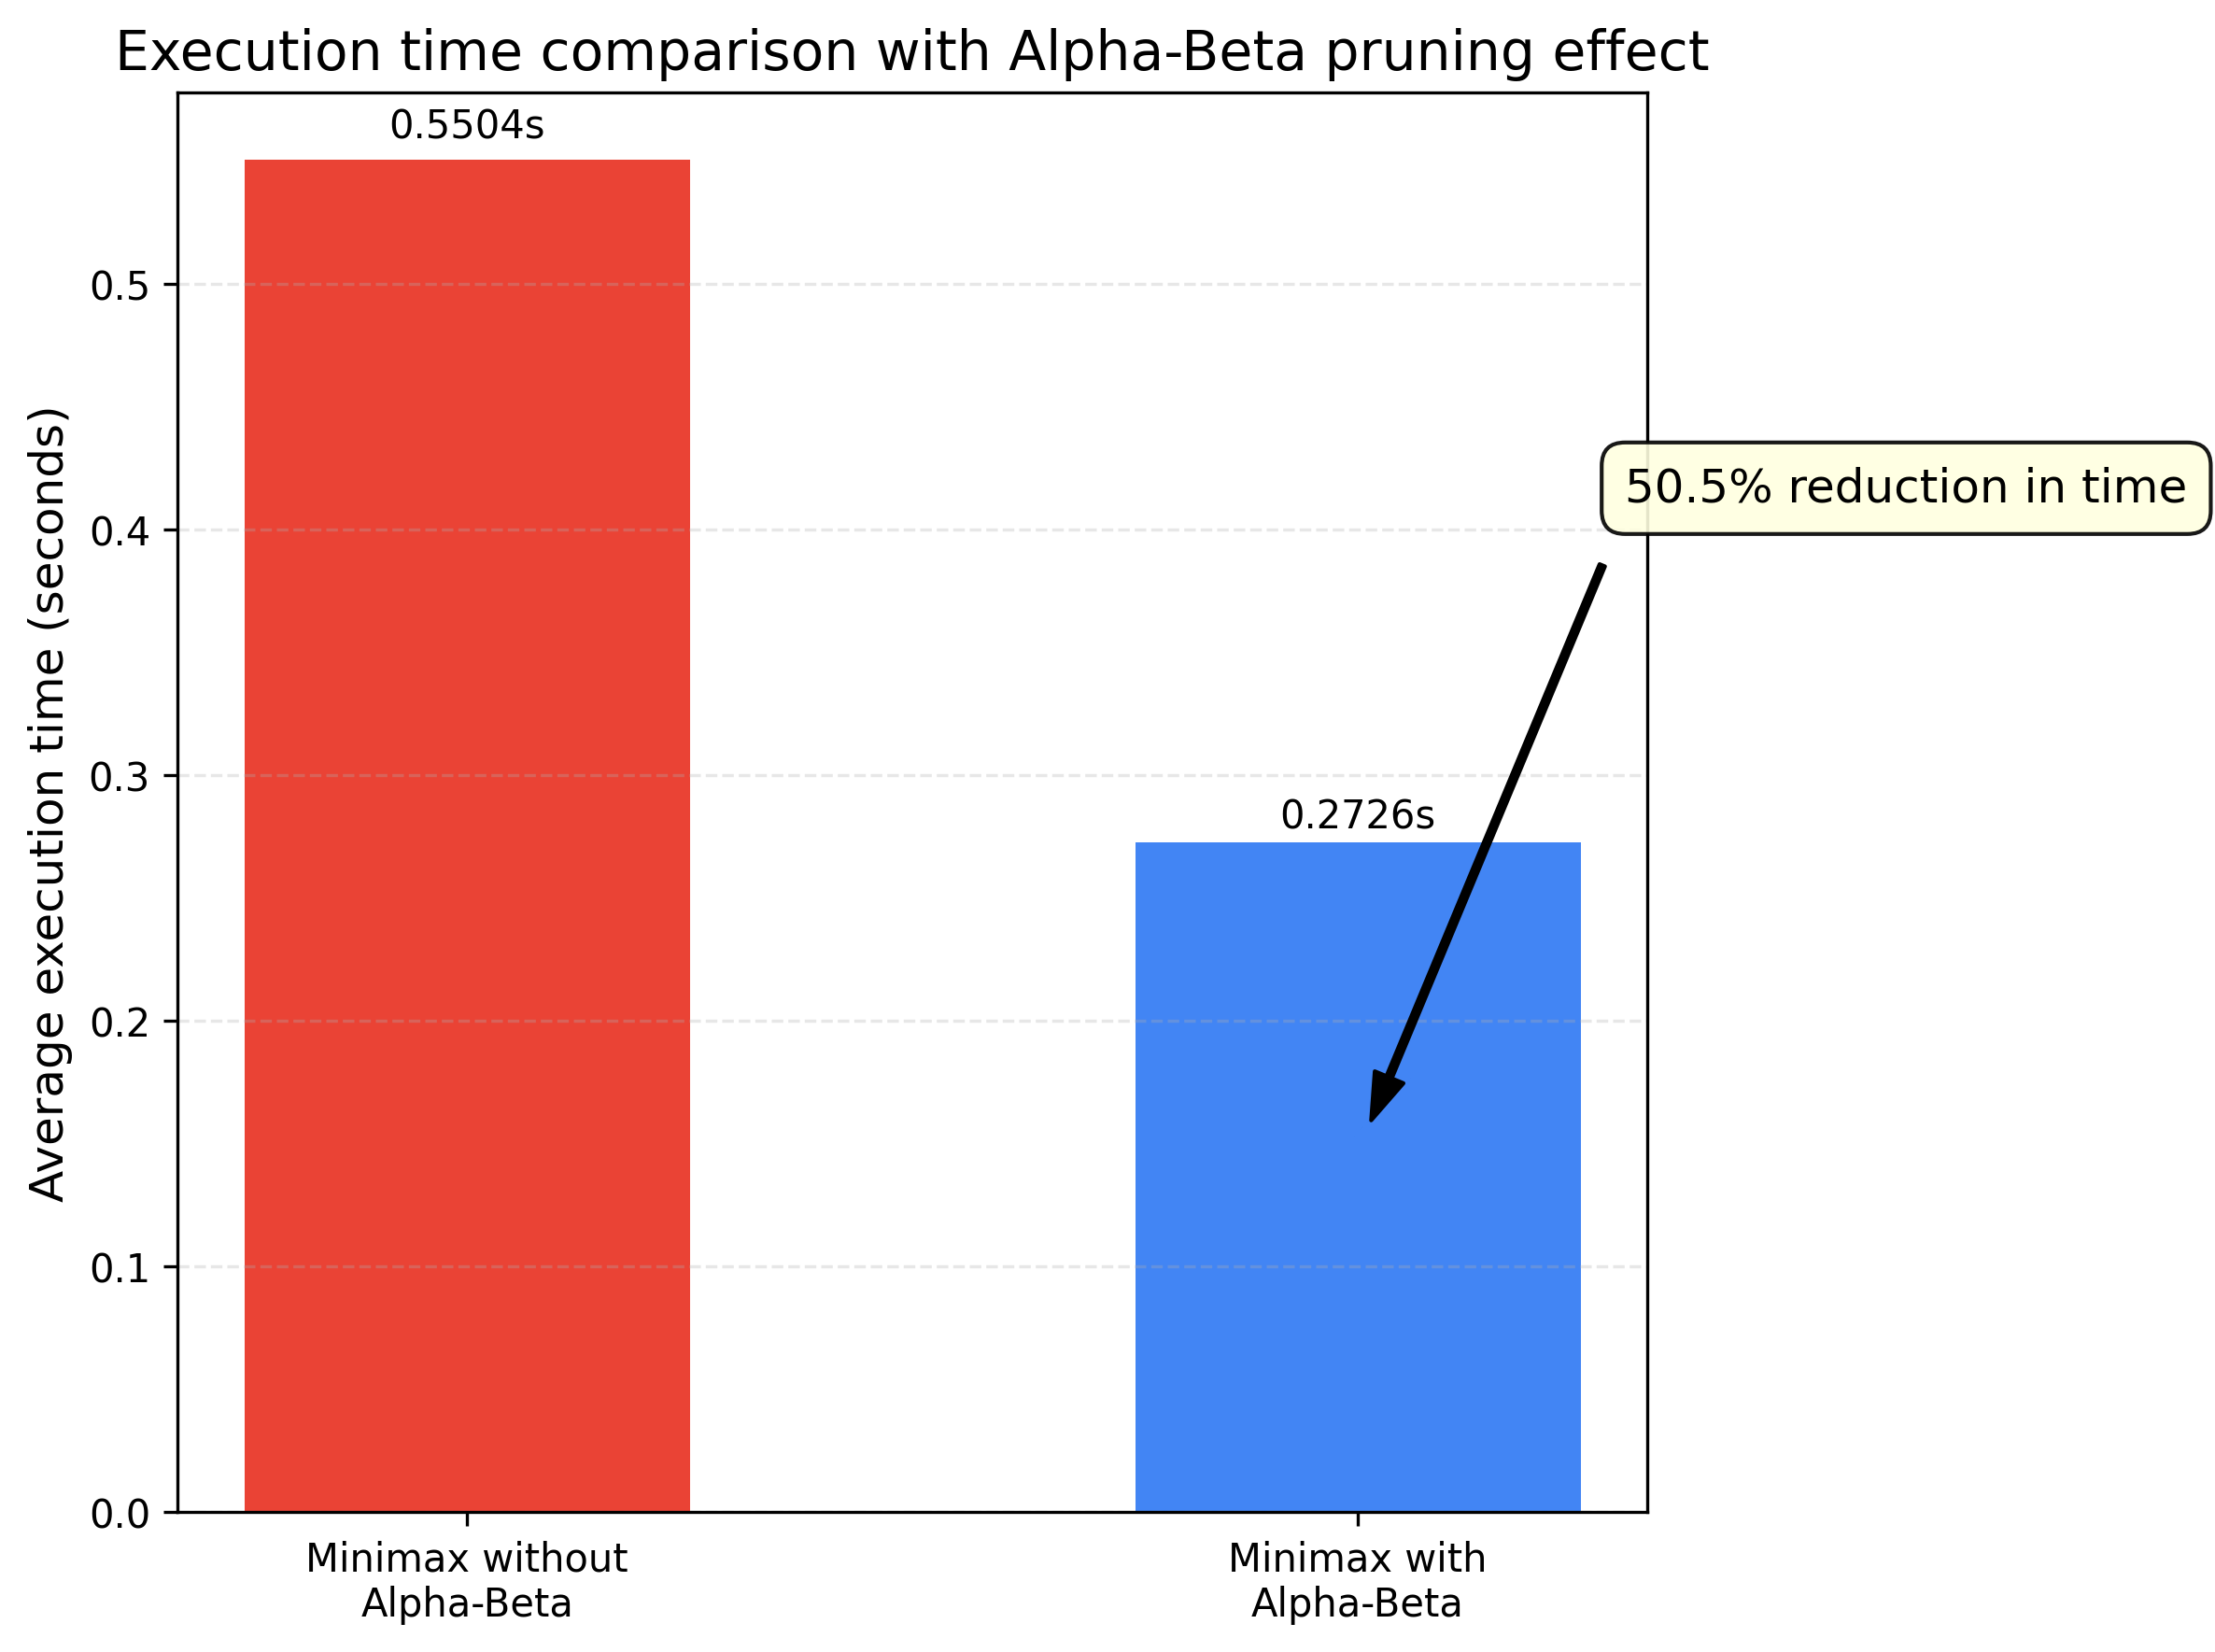 Execution time comparison with Alpha-Beta pruning effect
Average execution time (seconds)
0.5504s
0.5
50.5% reduction in time
0.4
0.3
0.2726s
0.2
0.1
0.0
Minimax without
Alpha-Beta
Minimax with
Alpha-Beta